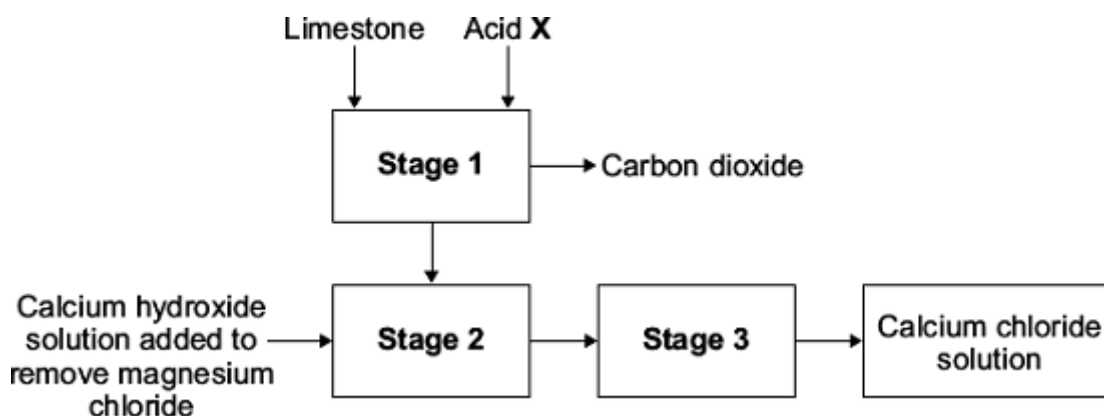 Limestone
Acid X
Stage 1
Carbon dioxide
Calcium hydroxide
solution added to
remove magnesium
chloride
Stage 2
Stage 3
Calcium chloride
solution